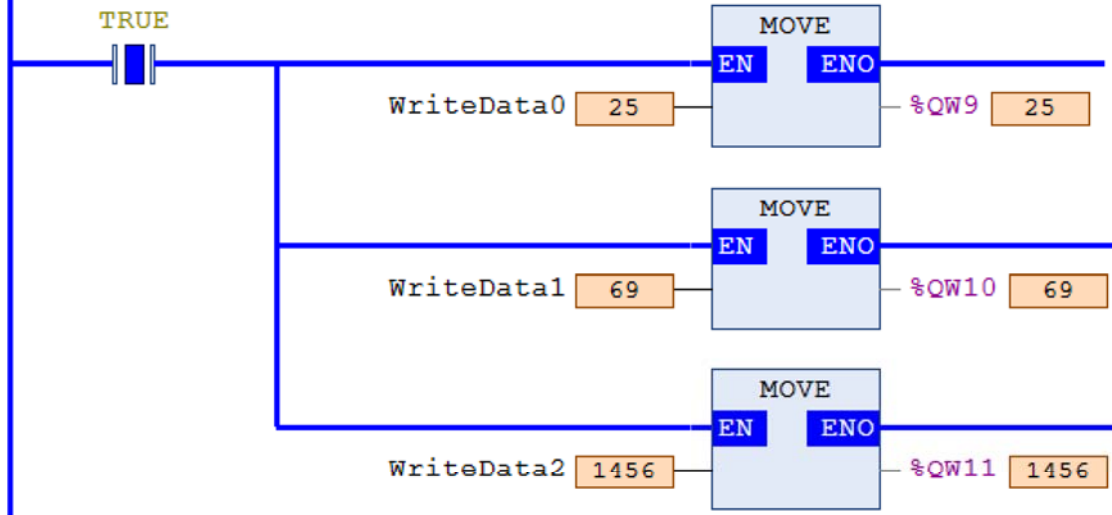 TRUE
MOVE
EN ENO
WriteData0 25 %QW9 25
MOVE
EN ENO
WriteData1 69 %QW10 69
MOVE
EN ENO
WriteData2 1456 %QW11 1456